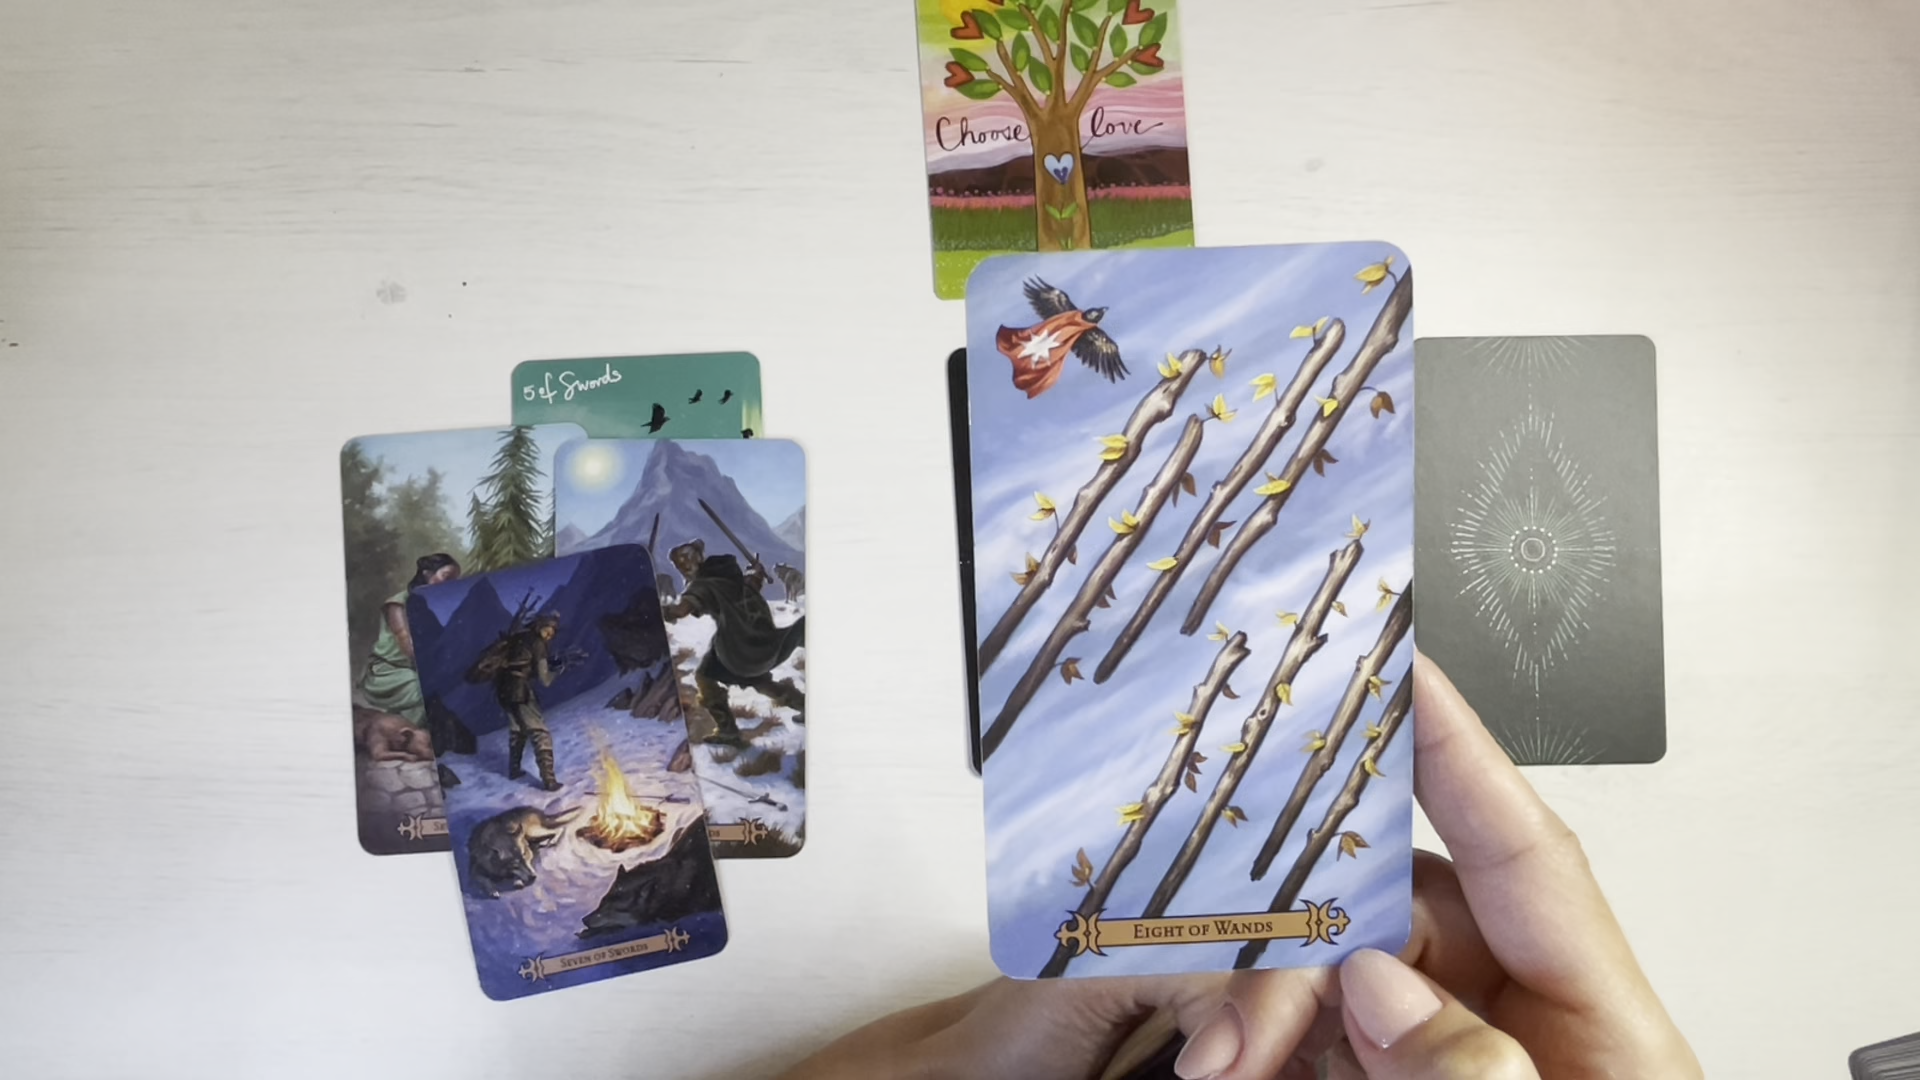 Choose love
5 of Swords
EIGHT OF WANDS
SEVEN OF SWORDS